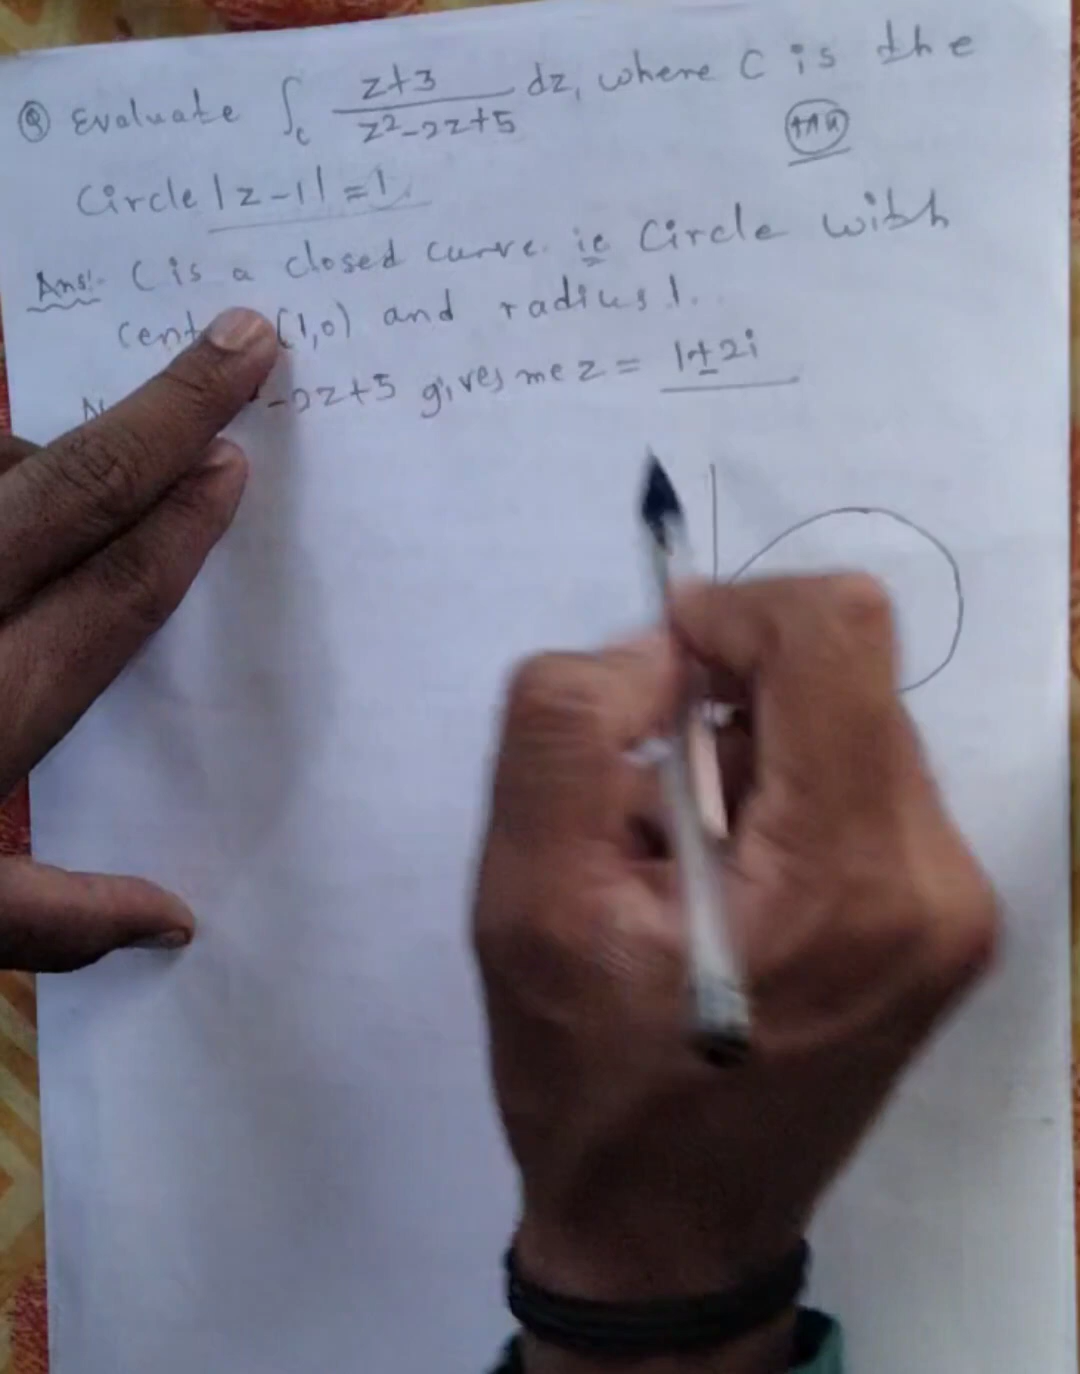 Q Evaluate ∫c z+3 / z²-2z+5 dz, where C is the
Circle |z-1|=1.
Ans:- C is a closed curve. ie Circle with
cent (1,0) and radius 1.
-2z+5 gives me z = 1±2i